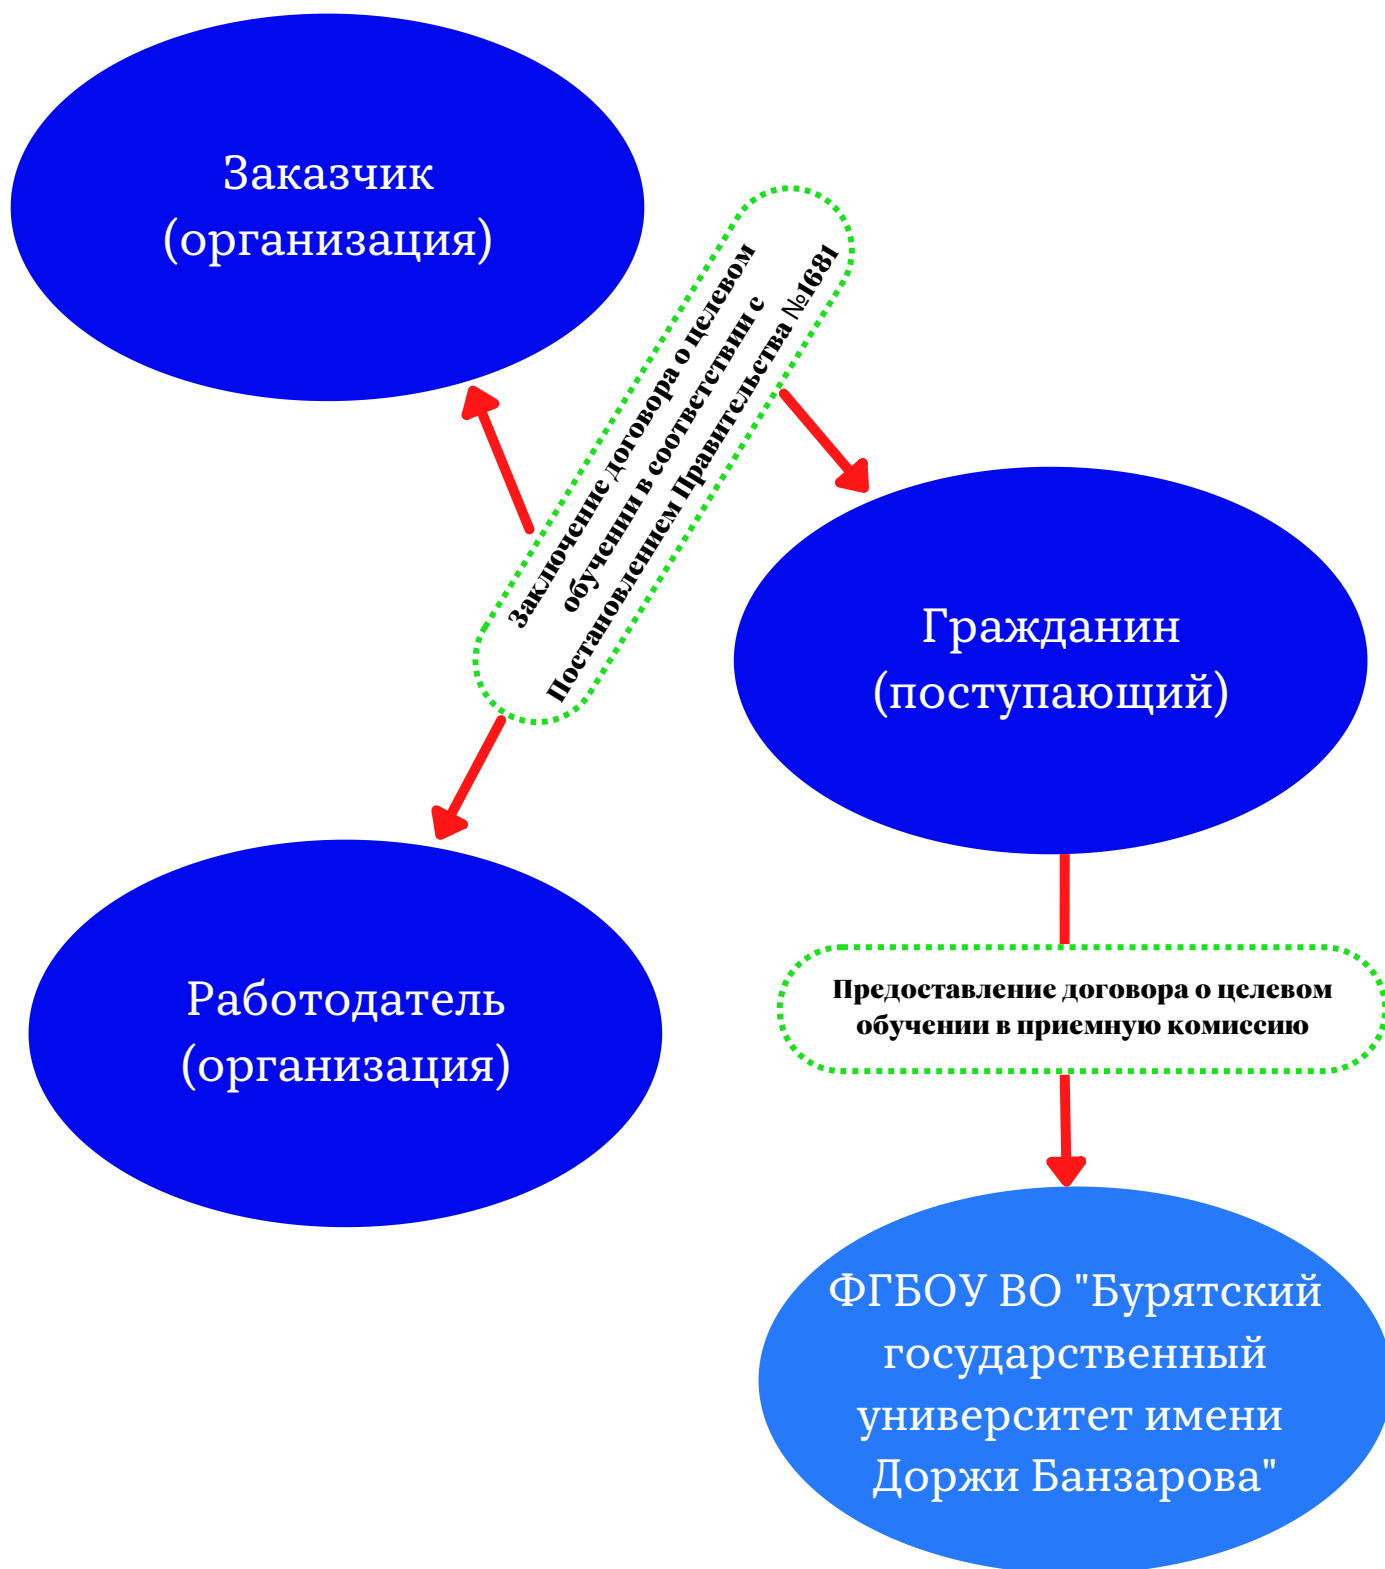 Заказчик
(организация)
Заключение договора о целевом
обучении в соответствии с
Постановлением Правительства №1681
Гражданин
(поступающий)
Работодатель
(организация)
Предоставление договора о целевом
обучении в приемную комиссию
ФГБОУ ВО "Бурятский
государственный
университет имени
Доржи Банзарова"